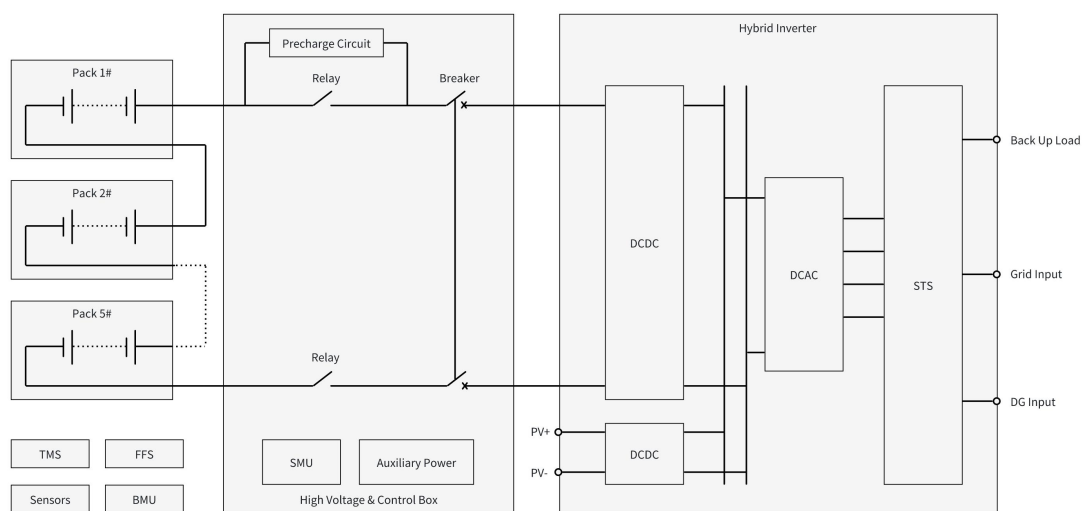 Hybrid Inverter
Precharge Circuit
Pack 1#
Relay
Breaker
Back Up Load
Pack 2#
DCDC
DCAC
STS
Grid Input
Pack 5#
Relay
DG Input
PV+
TMS
FFS
SMU
Auxiliary Power
DCDC
PV-
Sensors
BMU
High Voltage & Control Box